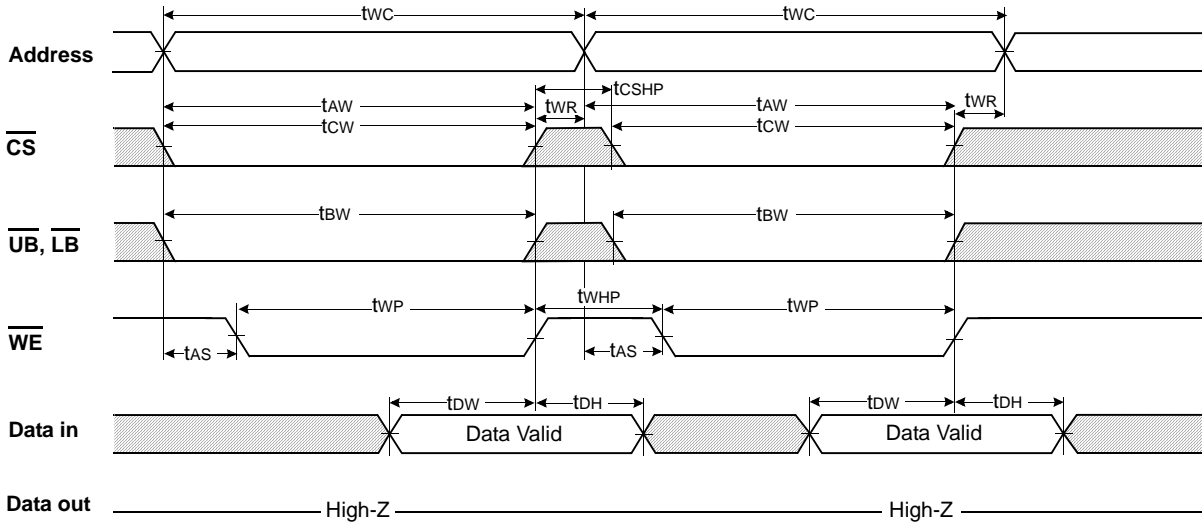 tWC tWC
Address
tAW tWR tCSHP tAW tWR
CS tCW tCW
UB, LB tBW tBW
tWP tWHP tWP
WE tAS tAS
tDW tDH tDW tDH
Data in Data Valid Data Valid
Data out High-Z High-Z